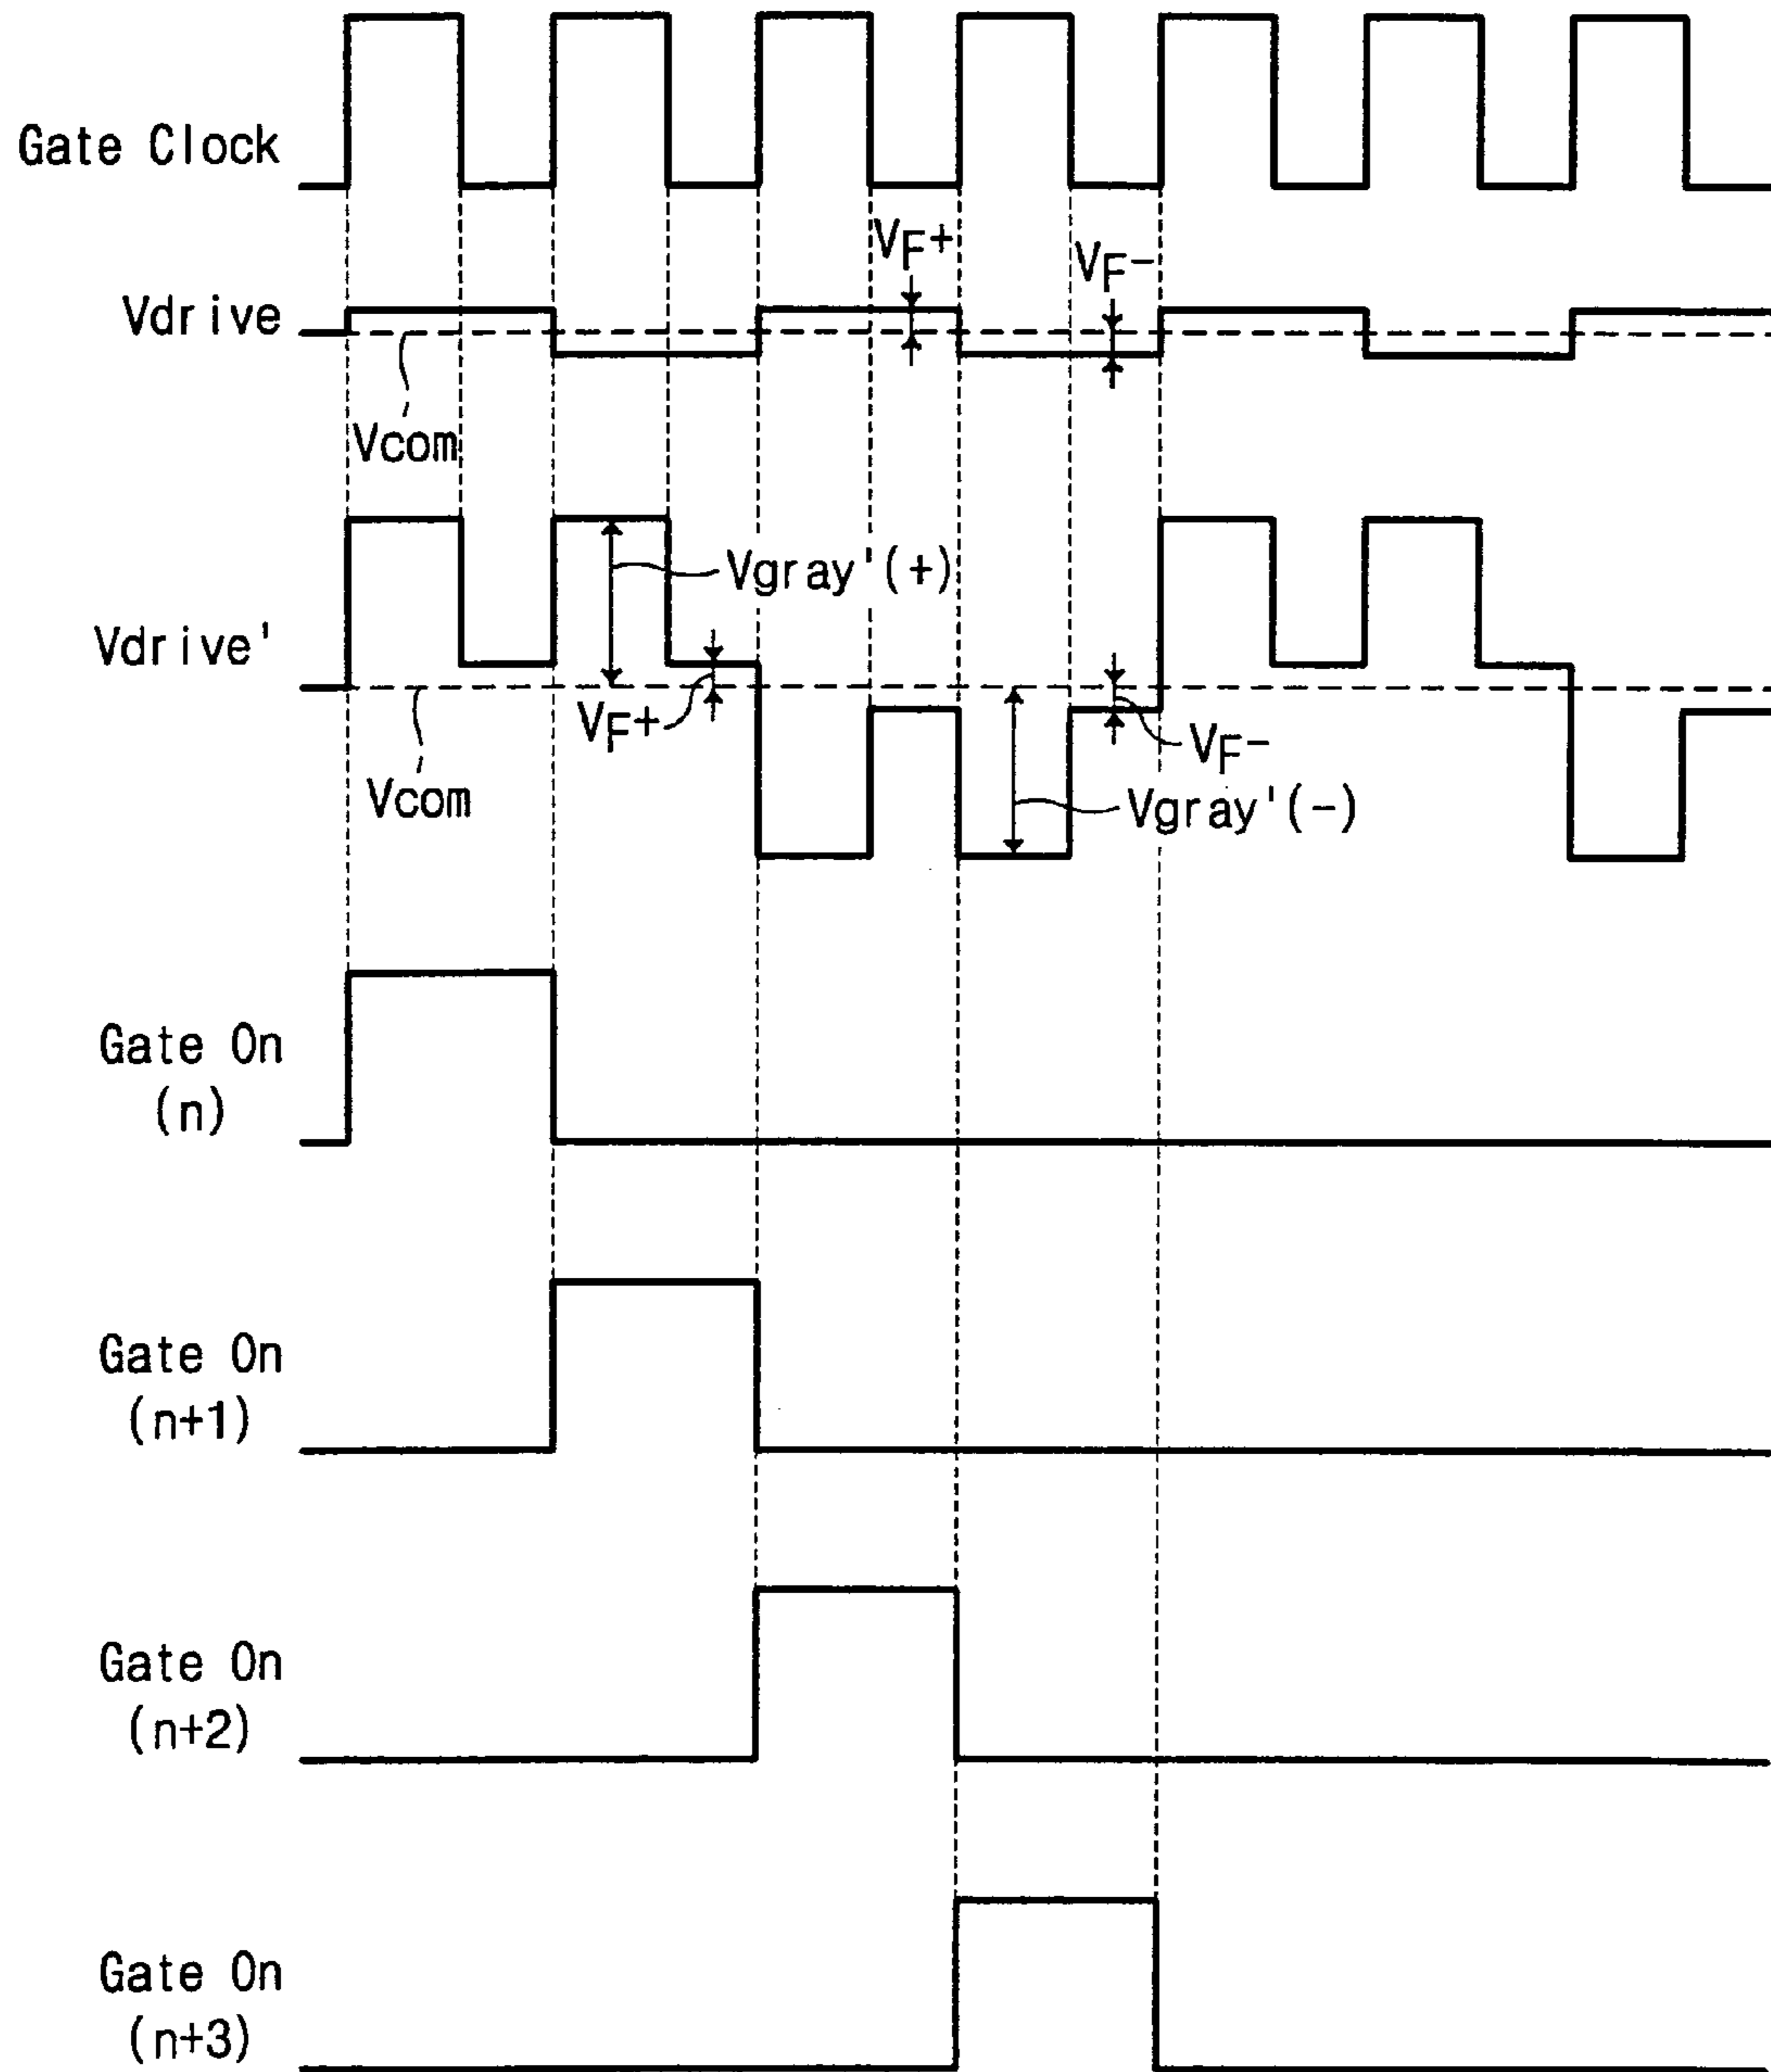 Gate Clock
VF+
VF-
Vdrive
Vcom
Vgray'(+)
Vdrive'
VF+
VF-
Vcom
Vgray'(-)
Gate On
(n)
Gate On
(n+1)
Gate On
(n+2)
Gate On
(n+3)